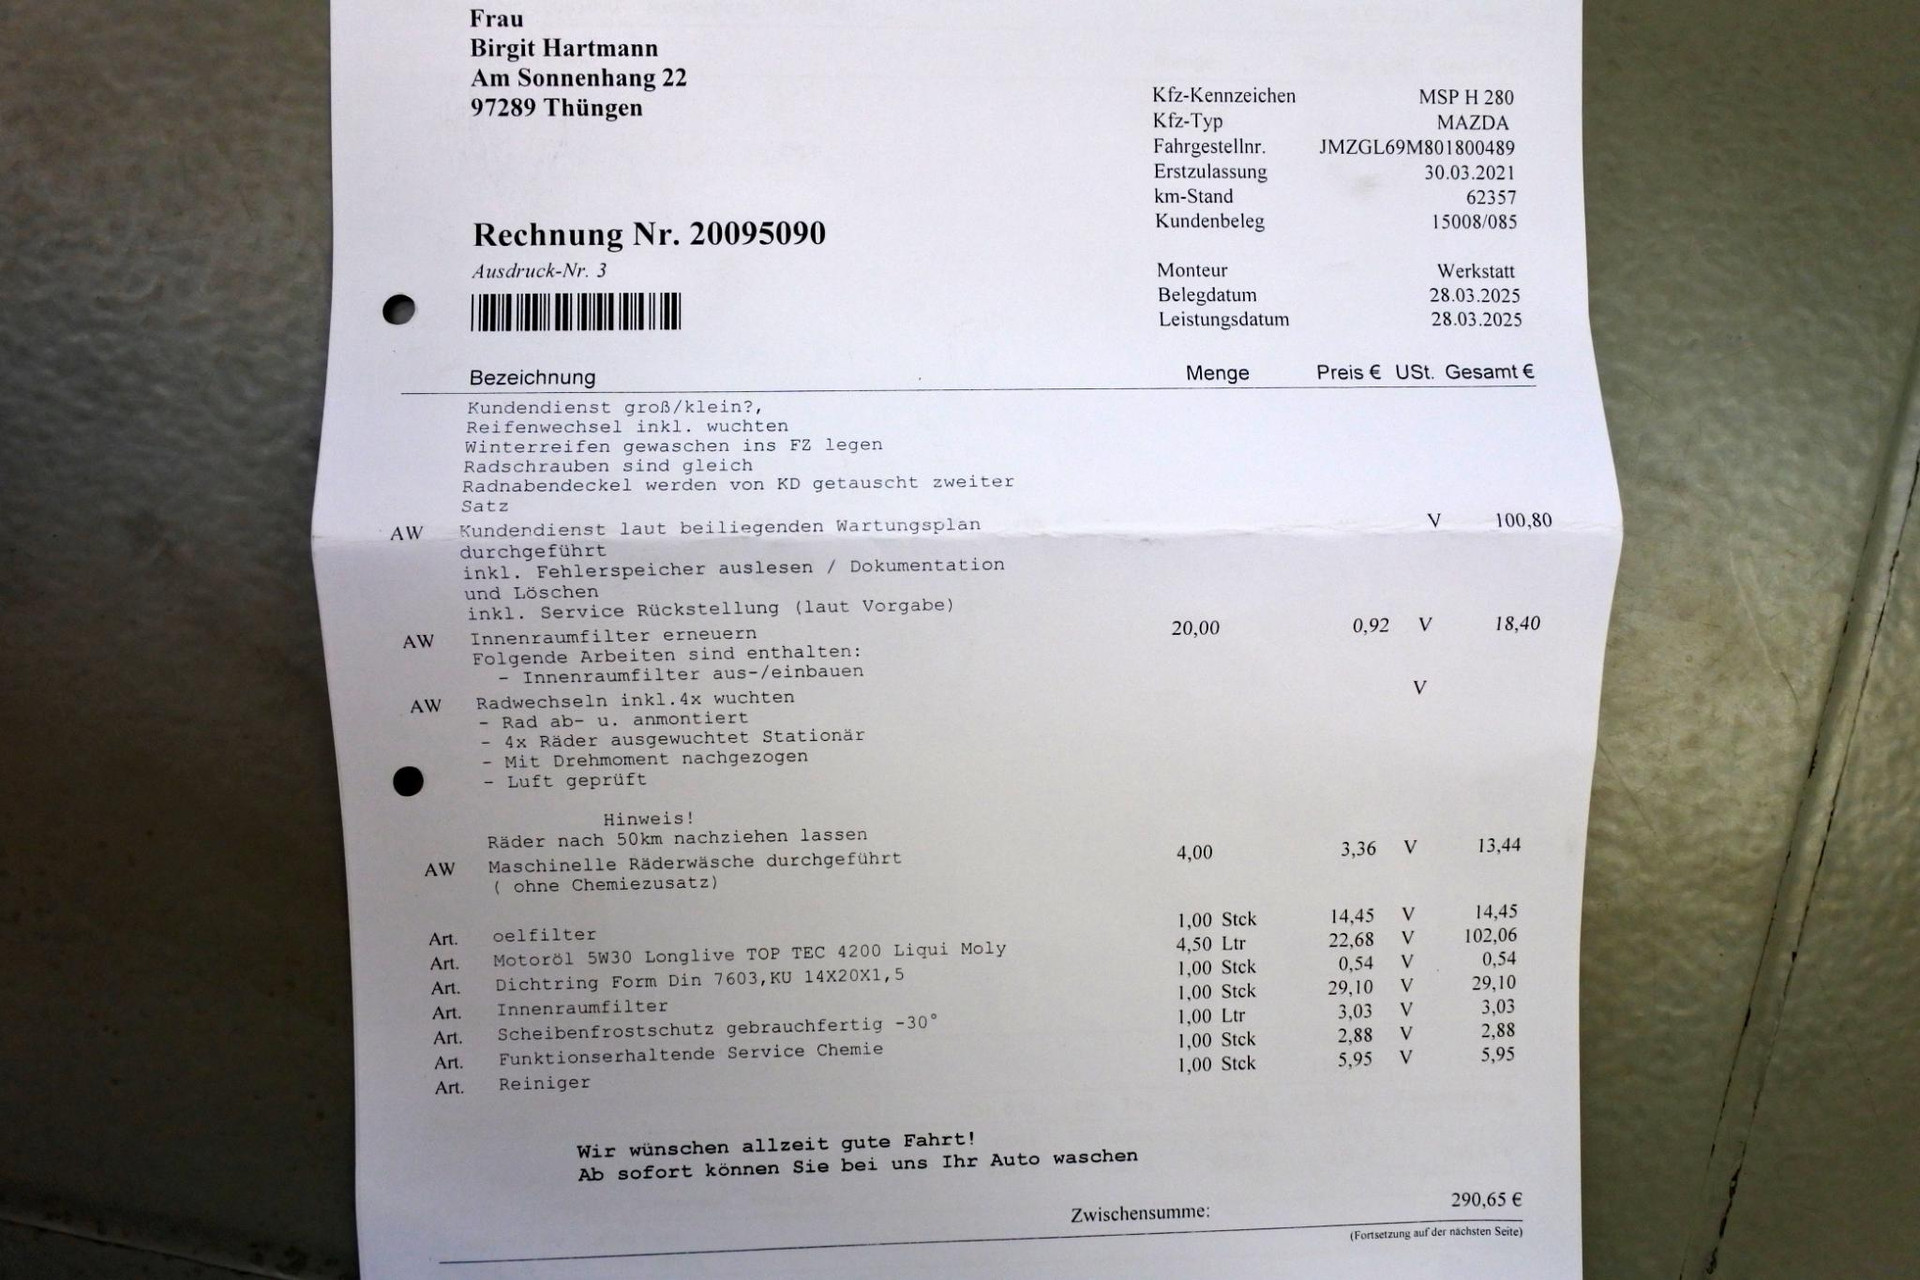 Frau
Birgit Hartmann
Am Sonnenhang 22
97289 Thüngen
Kfz-Kennzeichen MSP H 280
Kfz-Typ MAZDA
Fahrgestellnr. JMZGL69M801800489
Erstzulassung 30.03.2021
km-Stand 62357
Kundenbeleg 15008/085
Rechnung Nr. 20095090
Ausdruck-Nr. 3
Monteur Werkstatt
Belegdatum 28.03.2025
Leistungsdatum 28.03.2025
Bezeichnung Menge Preis € USt. Gesamt €
Kundendienst groß/klein?,
Reifenwechsel inkl. wuchten
Winterreifen gewaschen ins FZ legen
Radschrauben sind gleich
Radnabendeckel werden von KD getauscht zweiter
Satz
AW Kundendienst laut beiliegenden Wartungsplan V 100,80
durchgeführt
inkl. Fehlerspeicher auslesen / Dokumentation
und Löschen
inkl. Service Rückstellung (laut Vorgabe)
AW Innenraumfilter erneuern 20,00 0,92 V 18,40
Folgende Arbeiten sind enthalten:
- Innenraumfilter aus-/einbauen
AW Radwechseln inkl.4x wuchten V
- Rad ab- u. anmontiert
- 4x Räder ausgewuchtet Stationär
- Mit Drehmoment nachgezogen
- Luft geprüft
Hinweis!
Räder nach 50km nachziehen lassen
AW Maschinelle Räderwäsche durchgeführt 4,00 3,36 V 13,44
( ohne Chemiezusatz)
Art. oelfilter 1,00 Stck 14,45 V 14,45
Art. Motoröl 5W30 Longlive TOP TEC 4200 Liqui Moly 4,50 Ltr 22,68 V 102,06
Art. Dichtring Form Din 7603,KU 14X20X1,5 1,00 Stck 0,54 V 0,54
Art. Innenraumfilter 1,00 Stck 29,10 V 29,10
Art. Scheibenfrostschutz gebrauchfertig -30° 1,00 Ltr 3,03 V 3,03
Art. Funktionserhaltende Service Chemie 1,00 Stck 2,88 V 2,88
Art. Reiniger 1,00 Stck 5,95 V 5,95
Wir wünschen allzeit gute Fahrt!
Ab sofort können Sie bei uns Ihr Auto waschen
Zwischensumme: 290,65 €
(Fortsetzung auf der nächsten Seite)